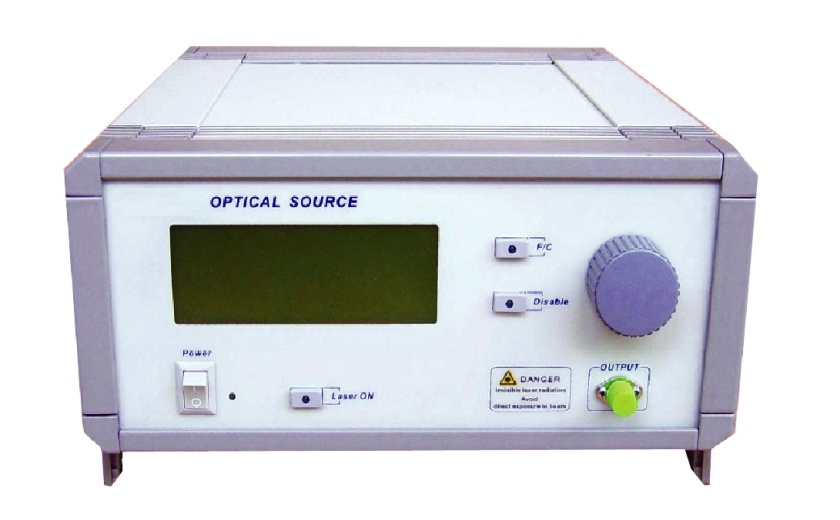 OPTICAL SOURCE
F/C
Disable
Power
Laser ON
DANGER
invisible laser radiation
Avoid
direct exposure to beam
OUTPUT